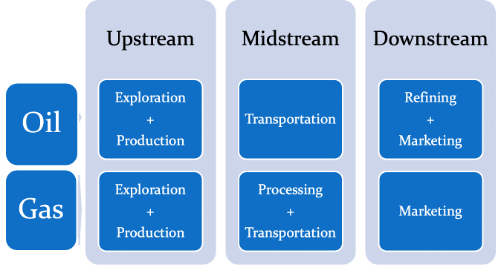 Upstream
Midstream
Downstream
Oil
Exploration
+
Production
Transportation
Refining
+
Marketing
Gas
Exploration
+
Production
Processing
+
Transportation
Marketing